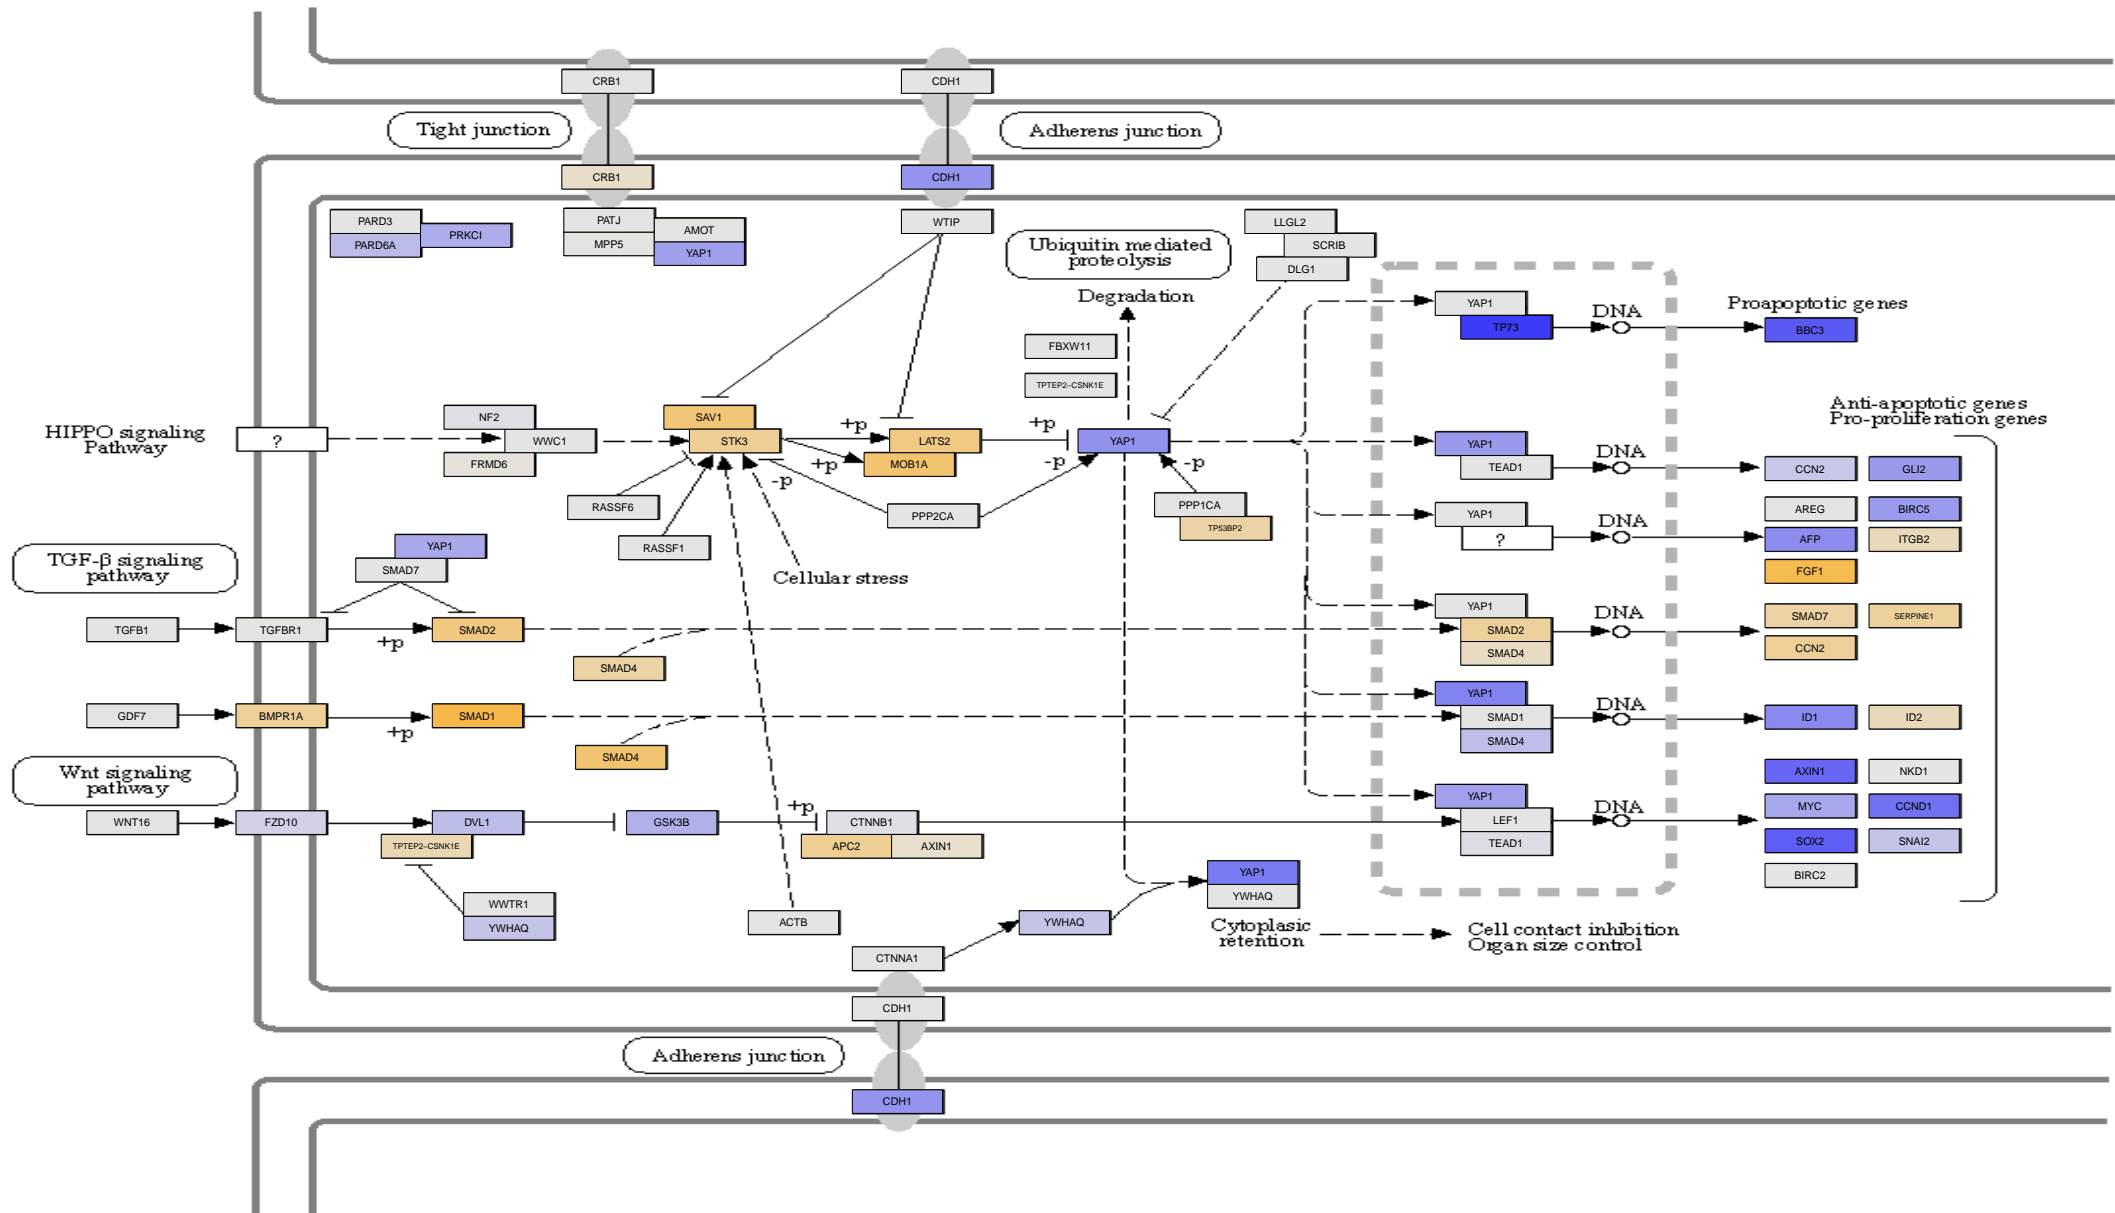 CRB1
CDH1
Tight junction
Adherens junction
CRB1
CDH1
PARD3
PARD6A
PRKCI
PATJ
MPP5
AMOT
YAP1
WTIP
Ubiquitin mediated
proteolysis
LLGL2
SCRIB
DLG1
Degradation
FBXW11
TPTEP2-CSNK1E
YAP1
TP73
DNA
Proapoptotic genes
BBC3
Anti-apoptotic genes
Pro-proliferation genes
HIPPO signaling
Pathway
?
NF2
WWC1
FRMD6
SAV1
STK3
+p
+p
-p
LATS2
MOB1A
+p
-p
YAP1
-p
RASSF6
RASSF1
PPP2CA
PPP1CA
TP53BP2
Cellular stress
YAP1
TEAD1
DNA
CCN2
GLI2
YAP1
?
DNA
AREG
BIRC5
AFP
ITGB2
FGF1
TGF-β signaling
pathway
YAP1
SMAD7
TGFB1
TGFBR1
+p
SMAD2
SMAD4
YAP1
SMAD2
SMAD4
DNA
SMAD7
SERPINE1
CCN2
GDF7
BMPR1A
+p
SMAD1
SMAD4
YAP1
SMAD1
SMAD4
DNA
ID1
ID2
Wnt signaling
pathway
WNT16
FZD10
DVL1
TPTEP2-CSNK1E
GSK3B
+p
CTNNB1
APC2
AXIN1
YAP1
LEF1
TEAD1
DNA
AXIN1
NKD1
MYC
CCND1
SOX2
SNAI2
BIRC2
WWTR1
YWHAQ
ACTB
YAP1
YWHAQ
YWHAQ
CTNNA1
Cytoplasic
retention
Cell contact inhibition
Organ size control
CDH1
Adherens junction
CDH1